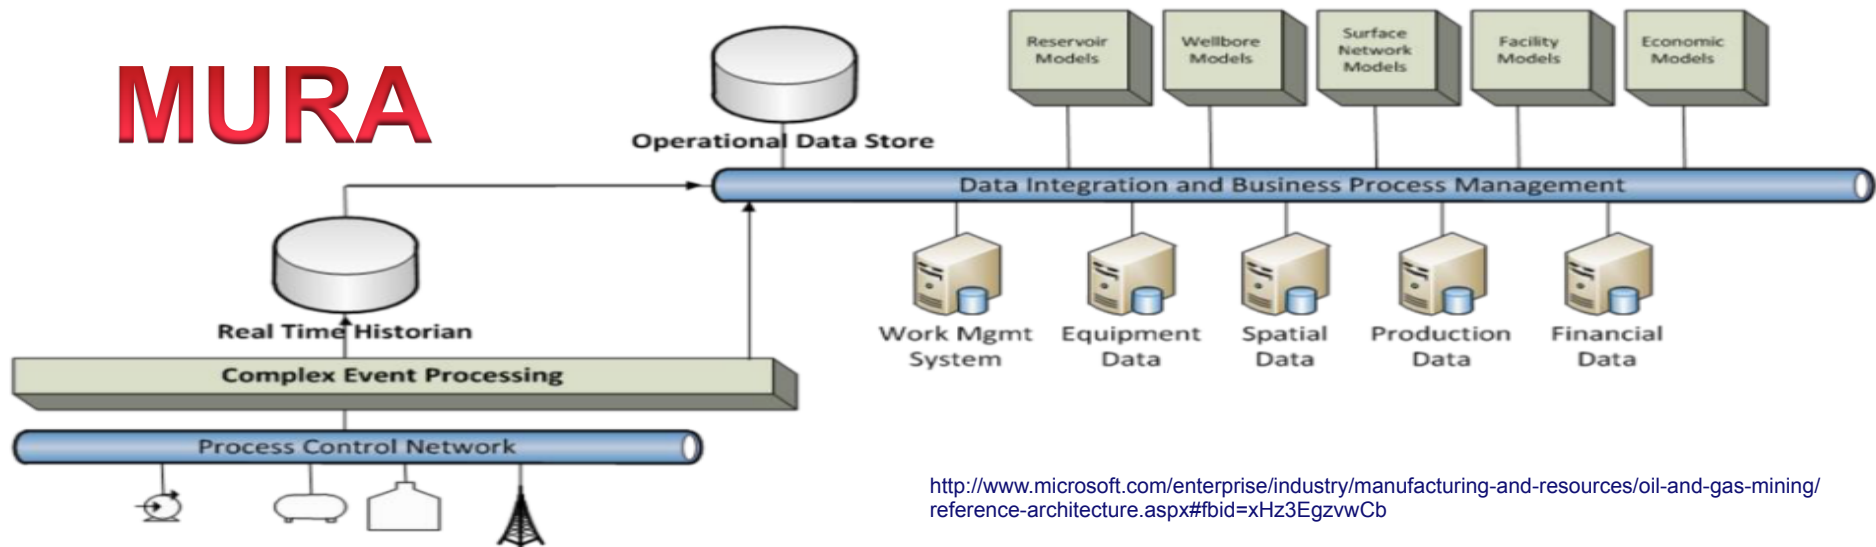 MURA
Operational Data Store
Reservoir
Models
Wellbore
Models
Surface
Network
Models
Facility
Models
Economic
Models
Data Integration and Business Process Management
Real Time Historian
Work Mgmt
System
Equipment
Data
Spatial
Data
Production
Data
Financial
Data
Complex Event Processing
Process Control Network
http://www.microsoft.com/enterprise/industry/manufacturing-and-resources/oil-and-gas-mining/
reference-architecture.aspx#fbid=xHz3EgzvwCb